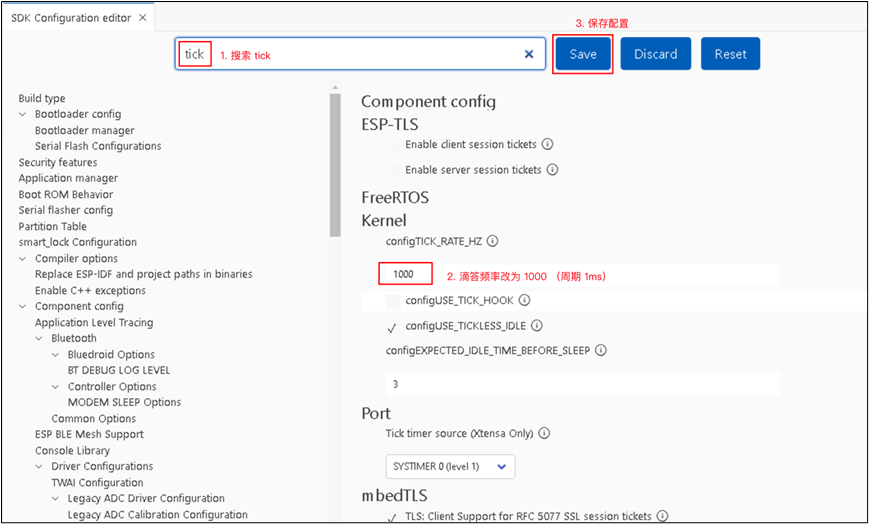 SDK Configuration editor
3. 保存配置
tick
1. 搜索 tick
Save
Discard
Reset
Build type
Bootloader config
Bootloader manager
Serial Flash Configurations
Security features
Application manager
Boot ROM Behavior
Serial flasher config
Partition Table
smart_lock Configuration
Compiler options
Replace ESP-IDF and project paths in binaries
Enable C++ exceptions
Component config
Application Level Tracing
Bluetooth
Bluedroid Options
BT DEBUG LOG LEVEL
Controller Options
MODEM SLEEP Options
Common Options
ESP BLE Mesh Support
Console Library
Driver Configurations
TWAI Configuration
Legacy ADC Driver Configuration
Legacy ADC Calibration Configuration
Component config
ESP-TLS
Enable client session tickets
Enable server session tickets
FreeRTOS
Kernel
configTICK_RATE_HZ
1000
2. 滴答频率改为 1000 （周期 1ms）
configUSE_TICK_HOOK
configUSE_TICKLESS_IDLE
configEXPECTED_IDLE_TIME_BEFORE_SLEEP
3
Port
Tick timer source (Xtensa Only)
SYSTIMER 0 (level 1)
mbedTLS
TLS: Client Support for RFC 5077 SSL session tickets